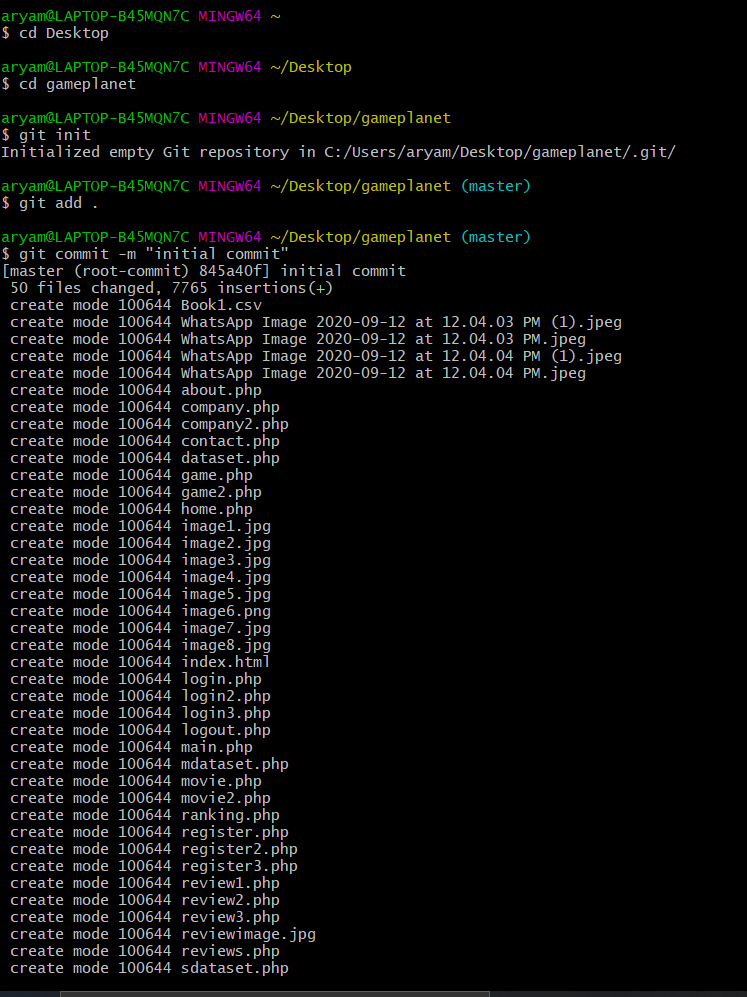 aryam@LAPTOP-B45MQN7C MINGW64 ~
$ cd Desktop
aryam@LAPTOP-B45MQN7C MINGW64 ~/Desktop
$ cd gameplanet
aryam@LAPTOP-B45MQN7C MINGW64 ~/Desktop/gameplanet
$ git init
Initialized empty Git repository in C:/Users/aryam/Desktop/gameplanet/.git/
aryam@LAPTOP-B45MQN7C MINGW64 ~/Desktop/gameplanet (master)
$ git add .
aryam@LAPTOP-B45MQN7C MINGW64 ~/Desktop/gameplanet (master)
$ git commit -m "initial commit"
[master (root-commit) 845a40f] initial commit
50 files changed, 7765 insertions(+)
create mode 100644 Book1.csv
create mode 100644 WhatsApp Image 2020-09-12 at 12.04.03 PM (1).jpeg
create mode 100644 WhatsApp Image 2020-09-12 at 12.04.03 PM.jpeg
create mode 100644 WhatsApp Image 2020-09-12 at 12.04.04 PM (1).jpeg
create mode 100644 WhatsApp Image 2020-09-12 at 12.04.04 PM.jpeg
create mode 100644 about.php
create mode 100644 company.php
create mode 100644 company2.php
create mode 100644 contact.php
create mode 100644 dataset.php
create mode 100644 game.php
create mode 100644 game2.php
create mode 100644 home.php
create mode 100644 image1.jpg
create mode 100644 image2.jpg
create mode 100644 image3.jpg
create mode 100644 image4.jpg
create mode 100644 image5.jpg
create mode 100644 image6.png
create mode 100644 image7.jpg
create mode 100644 image8.jpg
create mode 100644 index.html
create mode 100644 login.php
create mode 100644 login2.php
create mode 100644 login3.php
create mode 100644 logout.php
create mode 100644 main.php
create mode 100644 mdataset.php
create mode 100644 movie.php
create mode 100644 movie2.php
create mode 100644 ranking.php
create mode 100644 register.php
create mode 100644 register2.php
create mode 100644 register3.php
create mode 100644 review1.php
create mode 100644 review2.php
create mode 100644 review3.php
create mode 100644 reviewimage.jpg
create mode 100644 reviews.php
create mode 100644 sdataset.php